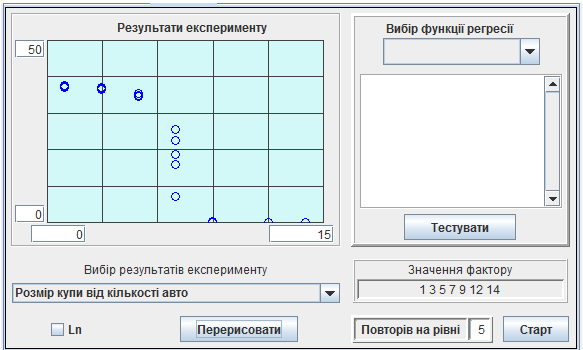 Результати експерименту
50
0
0
15
Вибір результатів експерименту
Розмір купи від кількості авто
Ln
Перерисовати
Вибір функції регресії
Тестувати
Значення фактору
1 3 5 7 9 12 14
Повторів на рівні
5
Старт